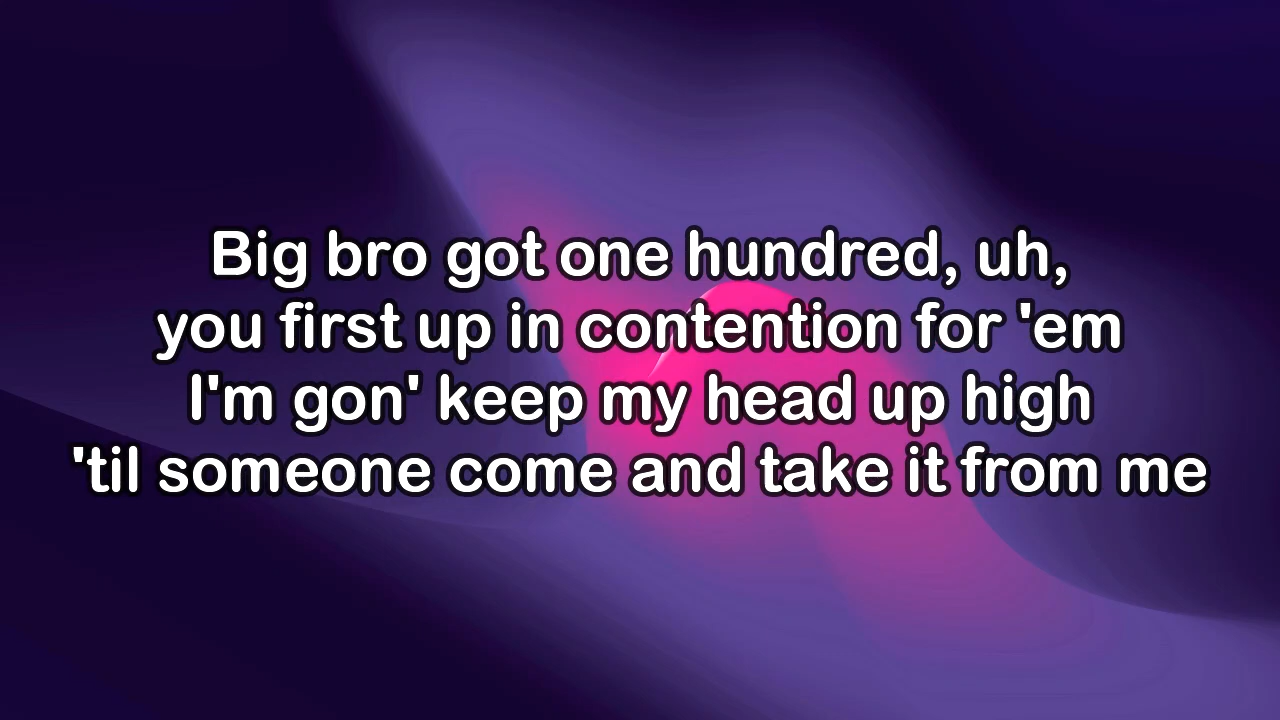 Big bro got one hundred, uh,
you first up in contention for 'em
I'm gon' keep my head up high
'til someone come and take it from me